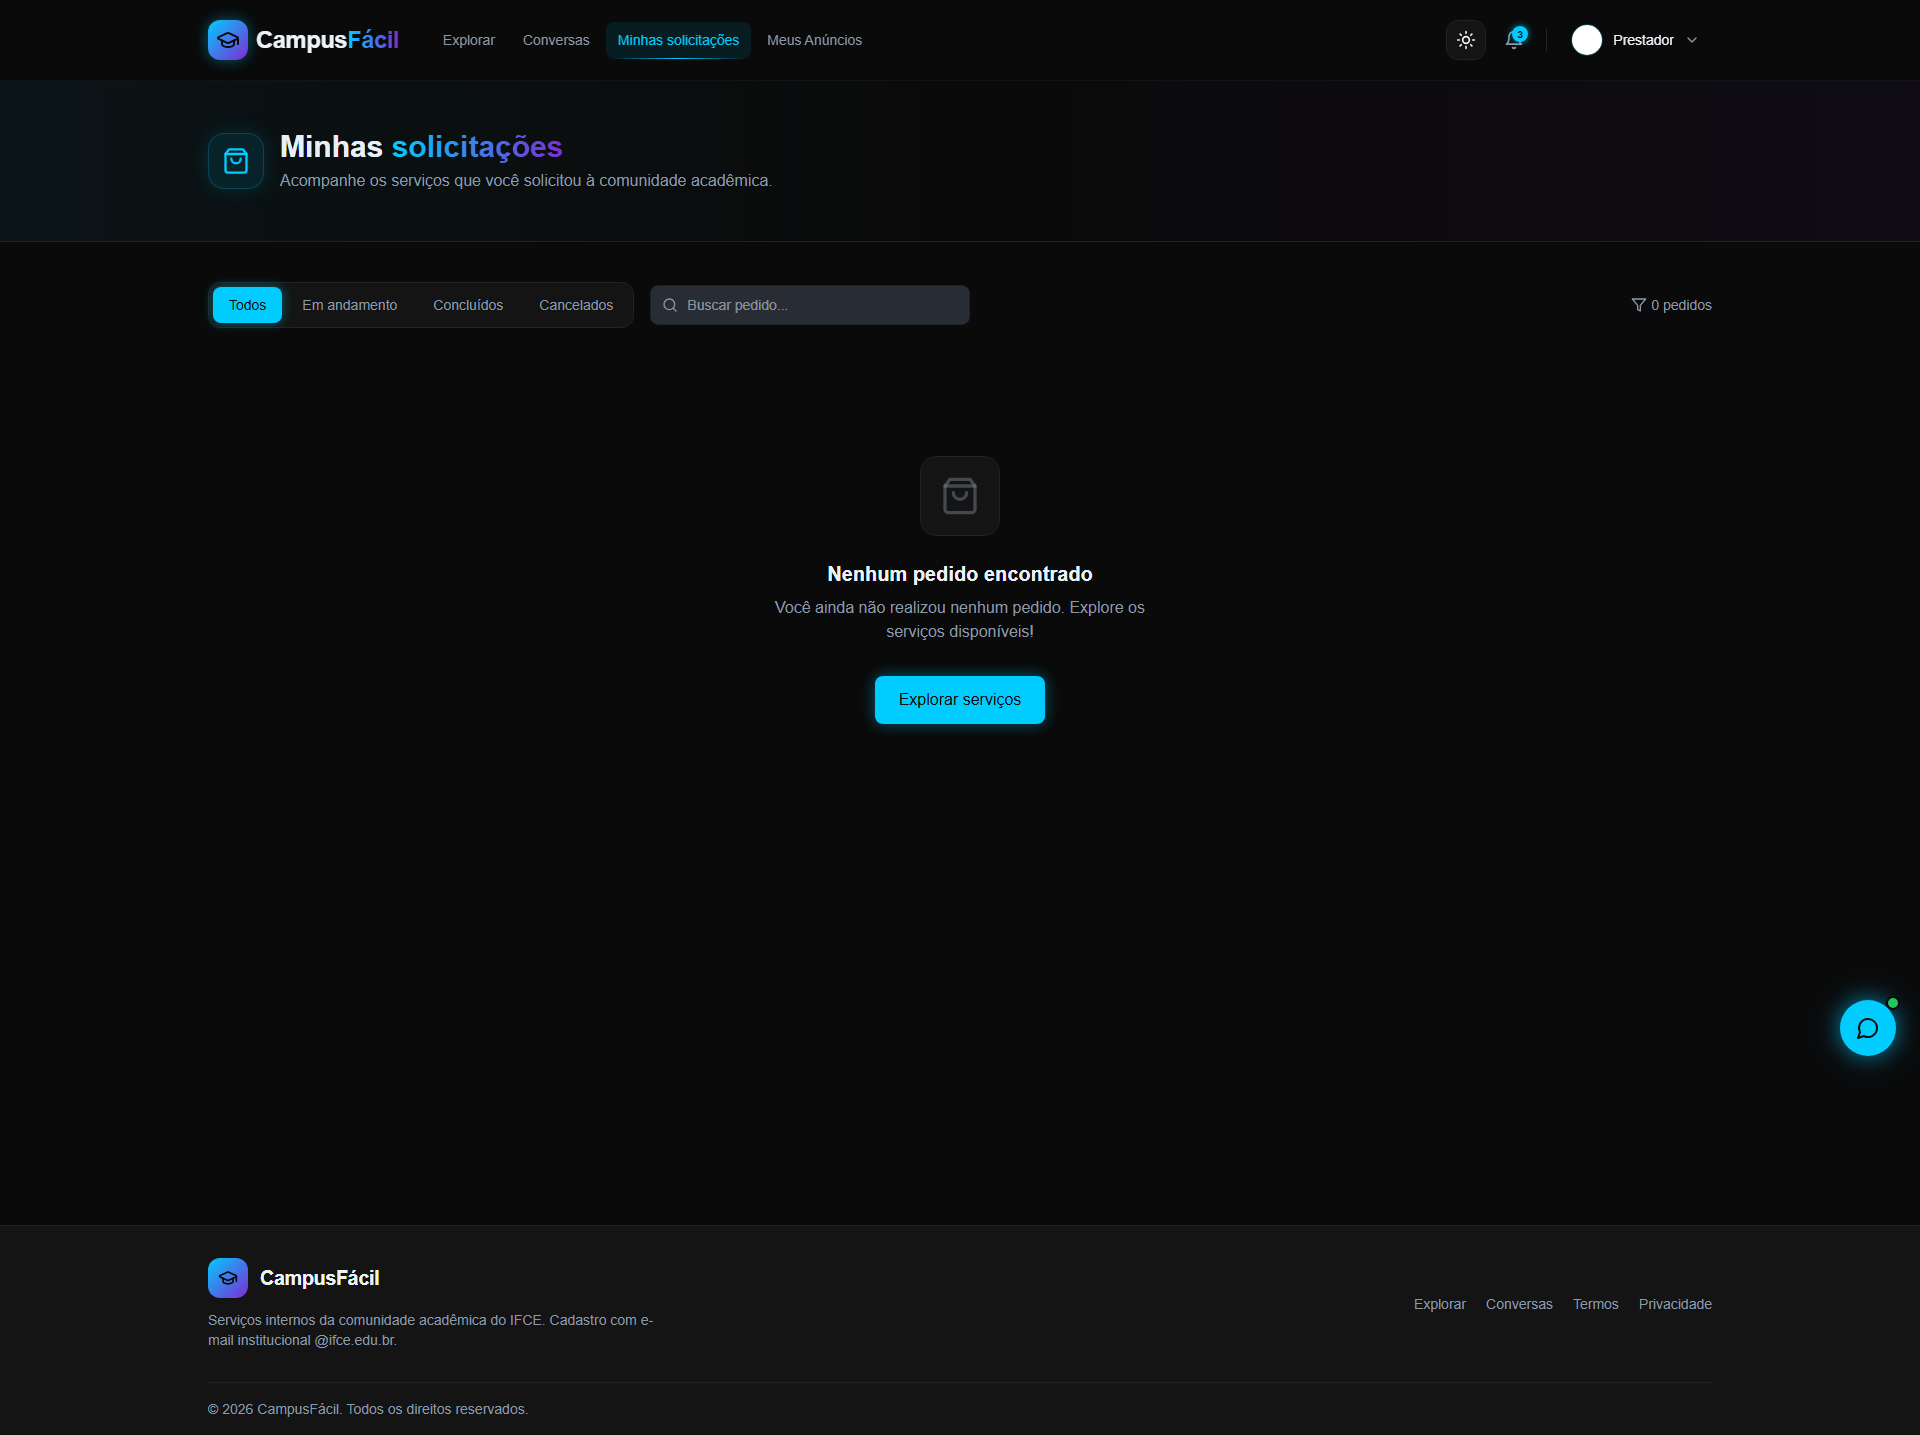 CampusFácil
Explorar
Conversas
Minhas solicitações
Meus Anúncios
3
Prestador
Minhas solicitações
Acompanhe os serviços que você solicitou à comunidade acadêmica.
Todos
Em andamento
Concluídos
Cancelados
Buscar pedido...
0 pedidos
Nenhum pedido encontrado
Você ainda não realizou nenhum pedido. Explore os
serviços disponíveis!
Explorar serviços
CampusFácil
Serviços internos da comunidade acadêmica do IFCE. Cadastro com e-
mail institucional @ifce.edu.br.
Explorar
Conversas
Termos
Privacidade
© 2026 CampusFácil. Todos os direitos reservados.